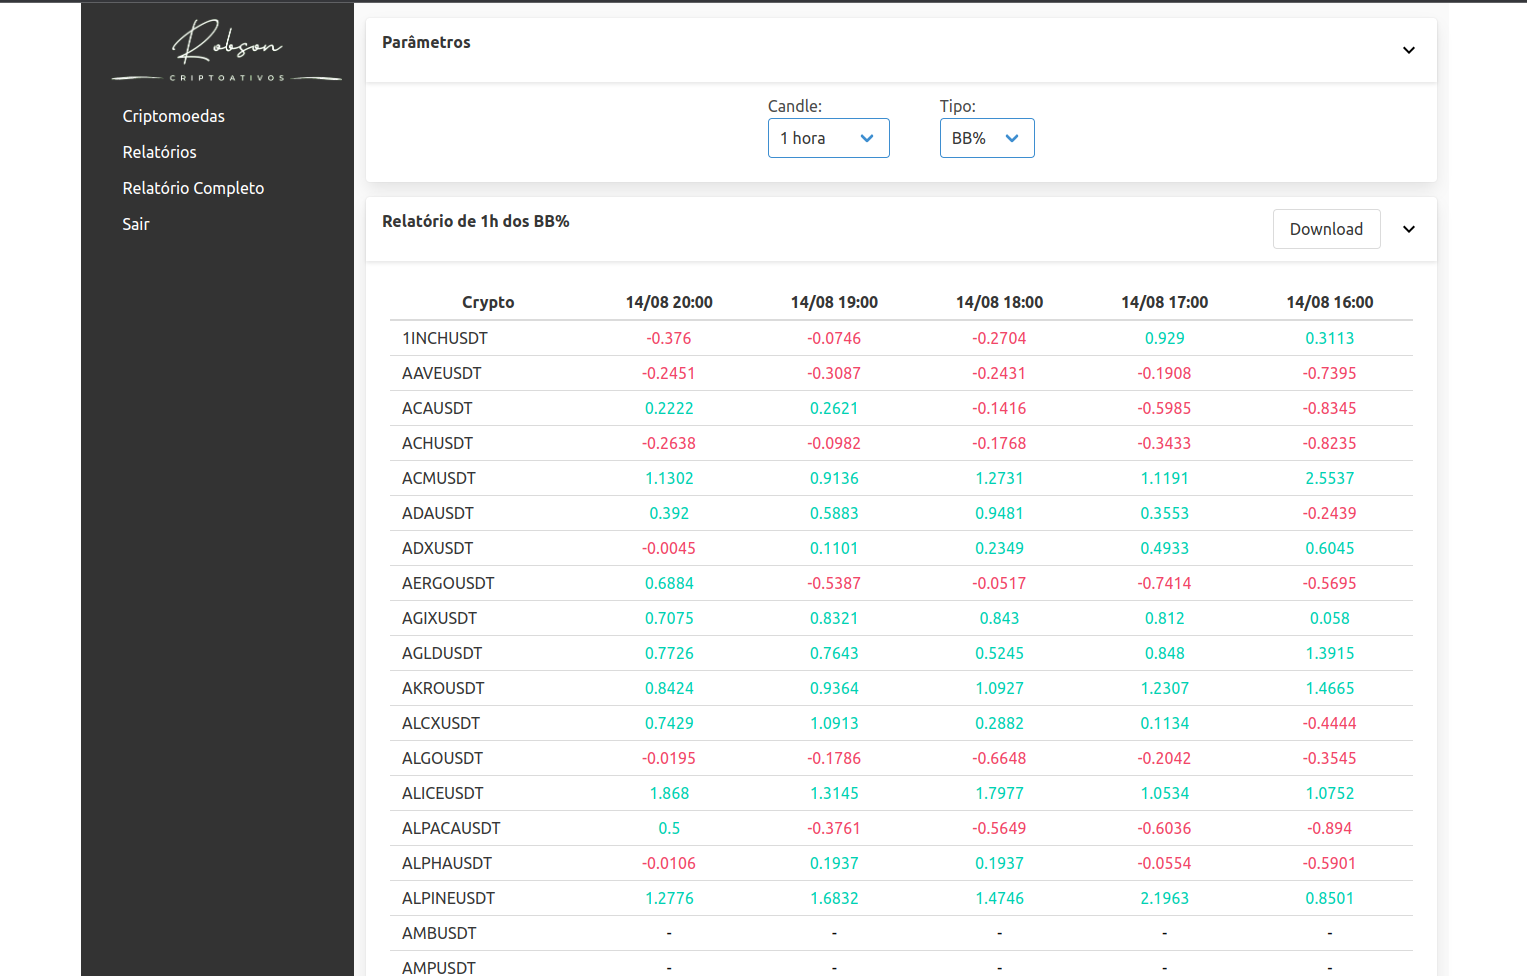 Robson
CRIPTOATIVOS
Criptomoedas
Relatórios
Relatório Completo
Sair
Parâmetros
Candle: Tipo:
1 hora BB%
Relatório de 1h dos BB% Download
Crypto 14/08 20:00 14/08 19:00 14/08 18:00 14/08 17:00 14/08 16:00
1INCHUSDT -0.376 -0.0746 -0.2704 0.929 0.3113
AAVEUSDT -0.2451 -0.3087 -0.2431 -0.1908 -0.7395
ACAUSDT 0.2222 0.2621 -0.1416 -0.5985 -0.8345
ACHUSDT -0.2638 -0.0982 -0.1768 -0.3433 -0.8235
ACMUSDT 1.1302 0.9136 1.2731 1.1191 2.5537
ADAUSDT 0.392 0.5883 0.9481 0.3553 -0.2439
ADXUSDT -0.0045 0.1101 0.2349 0.4933 0.6045
AERGOUSDT 0.6884 -0.5387 -0.0517 -0.7414 -0.5695
AGIXUSDT 0.7075 0.8321 0.843 0.812 0.058
AGLDUSDT 0.7726 0.7643 0.5245 0.848 1.3915
AKROUSDT 0.8424 0.9364 1.0927 1.2307 1.4665
ALCXUSDT 0.7429 1.0913 0.2882 0.1134 -0.4444
ALGOUSDT -0.0195 -0.1786 -0.6648 -0.2042 -0.3545
ALICEUSDT 1.868 1.3145 1.7977 1.0534 1.0752
ALPACAUSDT 0.5 -0.3761 -0.5649 -0.6036 -0.894
ALPHAUSDT -0.0106 0.1937 0.1937 -0.0554 -0.5901
ALPINEUSDT 1.2776 1.6832 1.4746 2.1963 0.8501
AMBUSDT - - - - -
AMPUSDT - - - - -